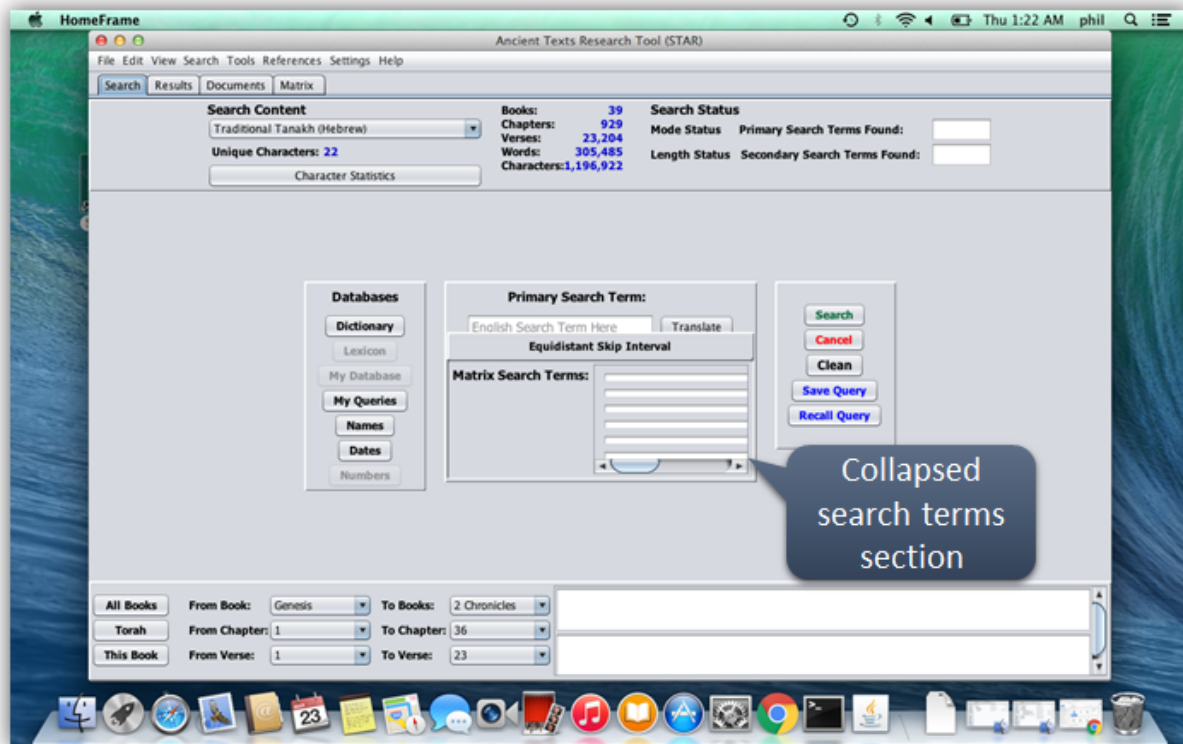 HomeFrame Thu 1:22 AM phil
Ancient Texts Research Tool (STAR)
File Edit View Search Tools References Settings Help
Search Results Documents Matrix
Search Content
Traditional Tanakh (Hebrew)
Unique Characters: 22
Character Statistics
Books: 39
Chapters: 929
Verses: 23,204
Words: 305,485
Characters:1,196,922
Search Status
Mode Status Primary Search Terms Found:
Length Status Secondary Search Terms Found:
Databases
Dictionary
Lexicon
My Database
My Queries
Names
Dates
Numbers
Primary Search Term:
English Search Term Here Translate
Equidistant Skip Interval
Matrix Search Terms:
Search
Cancel
Clean
Save Query
Recall Query
Collapsed
search terms
section
All Books From Book: Genesis To Books: 2 Chronicles
Torah From Chapter: 1 To Chapter: 36
This Book From Verse: 1 To Verse: 23
23